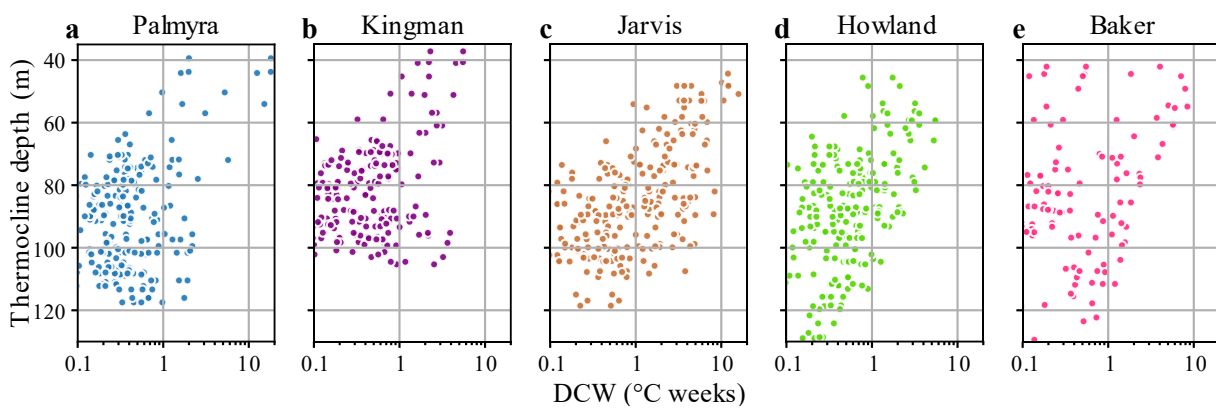 a Palmyra b Kingman c Jarvis d Howland e Baker
Thermocline depth (m)
40
60
80
100
120
0.1 1 10 0.1 1 10 0.1 1 10 0.1 1 10 0.1 1 10
DCW (°C weeks)